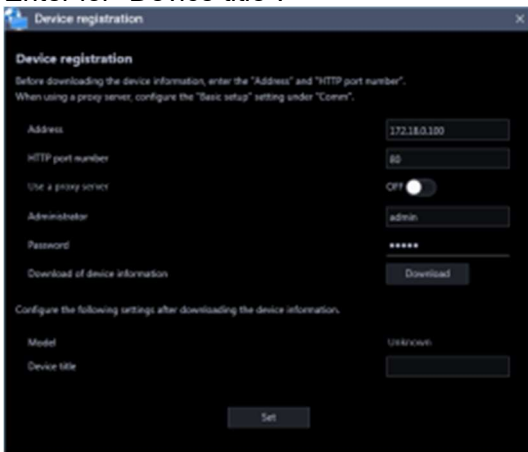 Device registration
Device registration
Before downloading the device information, enter the "Address" and "HTTP port number".
When using a proxy server, configure the "Basic setup" setting under "Comm".
Address 172.18.0.100
HTTP port number 80
Use a proxy server OFF
Administrator admin
Password •••••
Download of device information Download
Configure the following settings after downloading the device information.
Model Unknown
Device title
Set